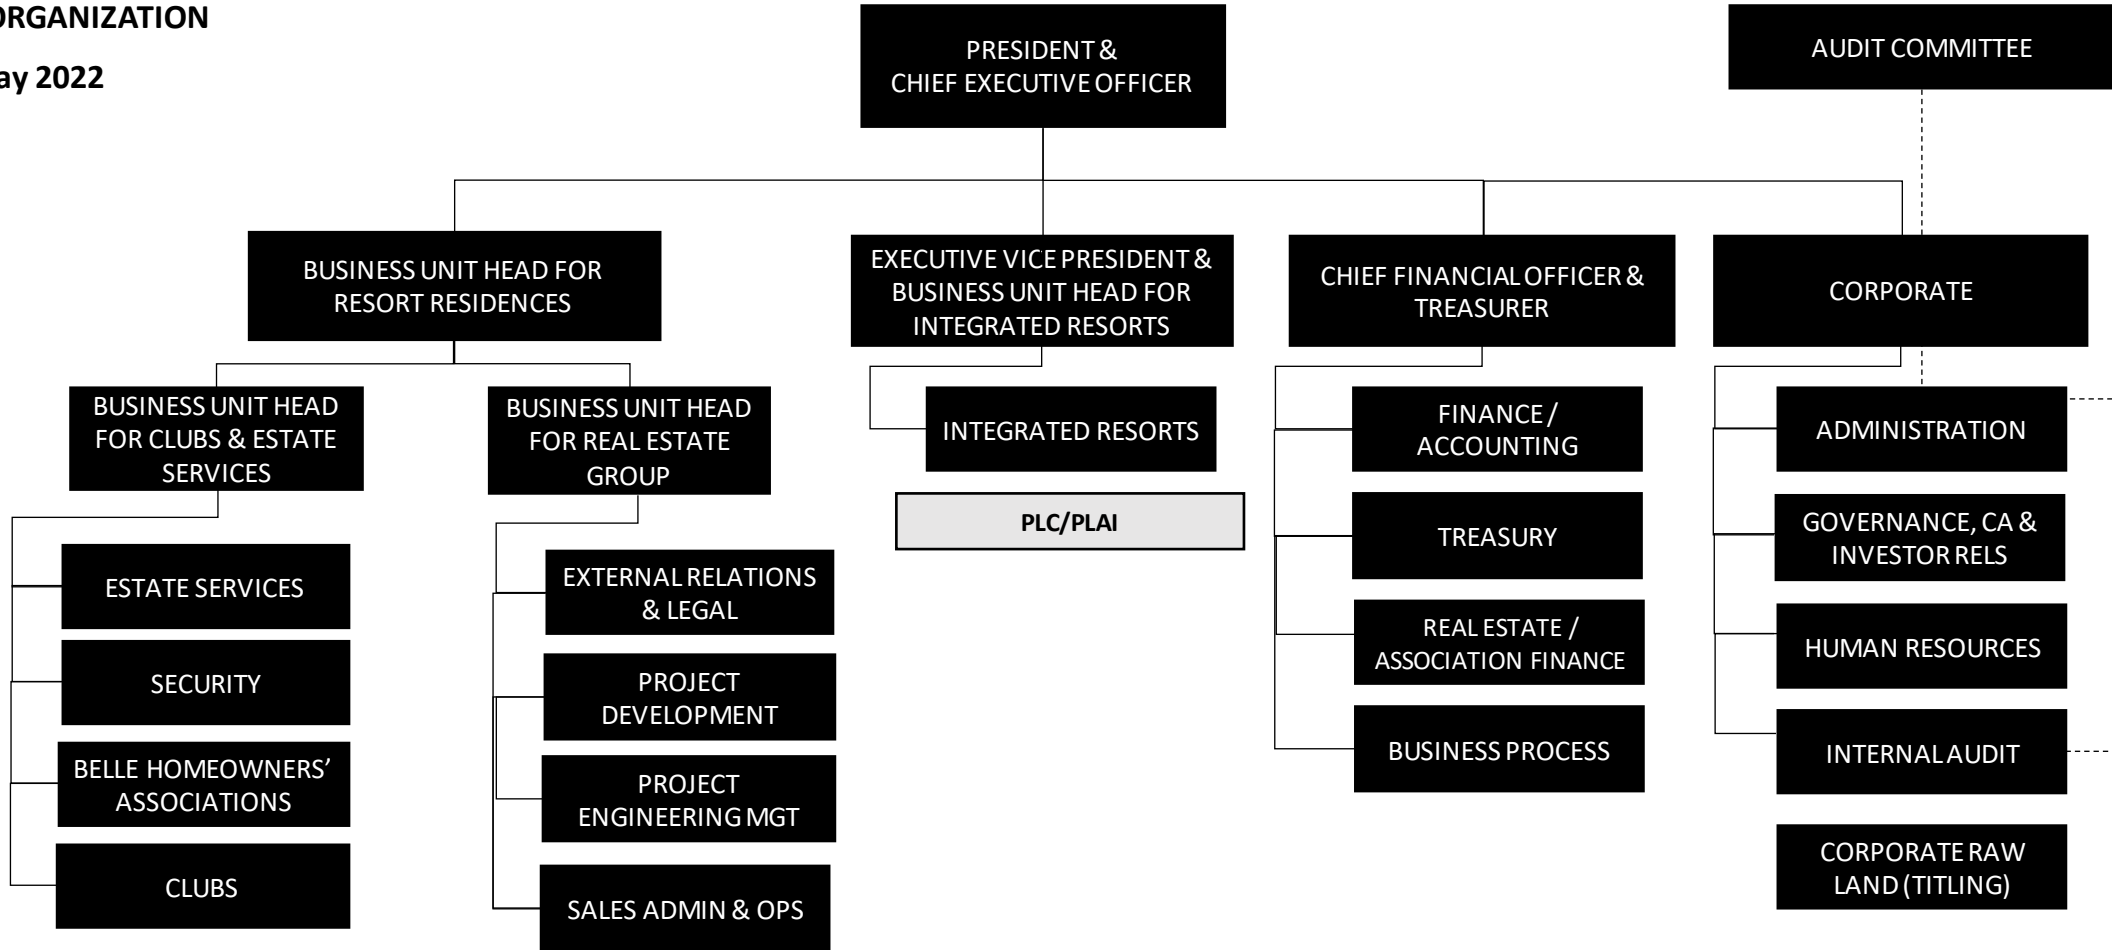 ORGANIZATION
ay 2022
PRESIDENT &
CHIEF EXECUTIVE OFFICER
AUDIT COMMITTEE
BUSINESS UNIT HEAD FOR
RESORT RESIDENCES
EXECUTIVE VICE PRESIDENT &
BUSINESS UNIT HEAD FOR
INTEGRATED RESORTS
CHIEF FINANCIAL OFFICER &
TREASURER
CORPORATE
BUSINESS UNIT HEAD
FOR CLUBS & ESTATE
SERVICES
ESTATE SERVICES
SECURITY
BELLE HOMEOWNERS’
ASSOCIATIONS
CLUBS
BUSINESS UNIT HEAD
FOR REAL ESTATE
GROUP
EXTERNAL RELATIONS
& LEGAL
PROJECT
DEVELOPMENT
PROJECT
ENGINEERING MGT
SALES ADMIN & OPS
INTEGRATED RESORTS
PLC/PLAI
FINANCE /
ACCOUNTING
TREASURY
REAL ESTATE /
ASSOCIATION FINANCE
BUSINESS PROCESS
ADMINISTRATION
GOVERNANCE, CA &
INVESTOR RELS
HUMAN RESOURCES
INTERNAL AUDIT
CORPORATE RAW
LAND (TITLING)